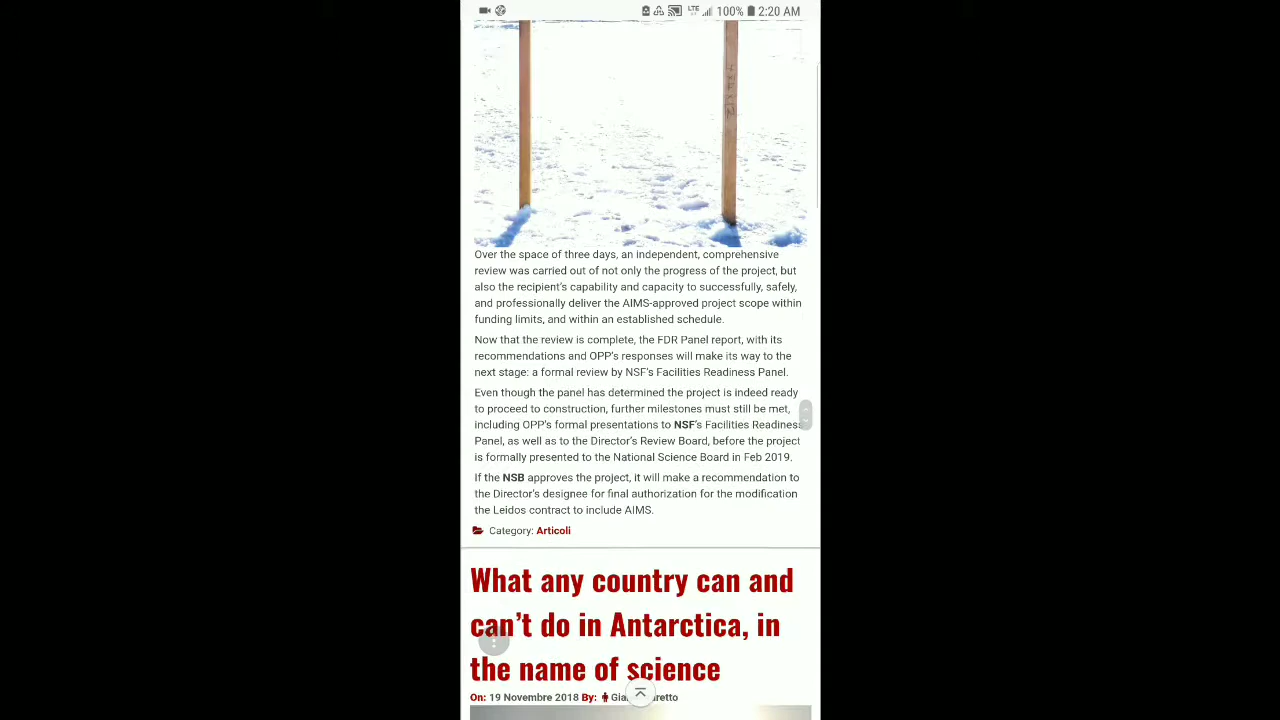 LTE 100% 2:20 AM
Over the space of three days, an independent, comprehensive
review was carried out of not only the progress of the project, but
also the recipient's capability and capacity to successfully, safely,
and professionally deliver the AIMS-approved project scope within
funding limits, and within an established schedule.
Now that the review is complete, the FDR Panel report, with its
recommendations and OPP's responses will make its way to the
next stage: a formal review by NSF's Facilities Readiness Panel.
Even though the panel has determined the project is indeed ready
to proceed to construction, further milestones must still be met,
including OPP's formal presentations to NSF's Facilities Readiness
Panel, as well as to the Director's Review Board, before the project
is formally presented to the National Science Board in Feb 2019.
If the NSB approves the project, it will make a recommendation to
the Director's designee for final authorization for the modification
the Leidos contract to include AIMS.
Category: Articoli
What any country can and
can't do in Antarctica, in
the name of science
On: 19 Novembre 2018 By: